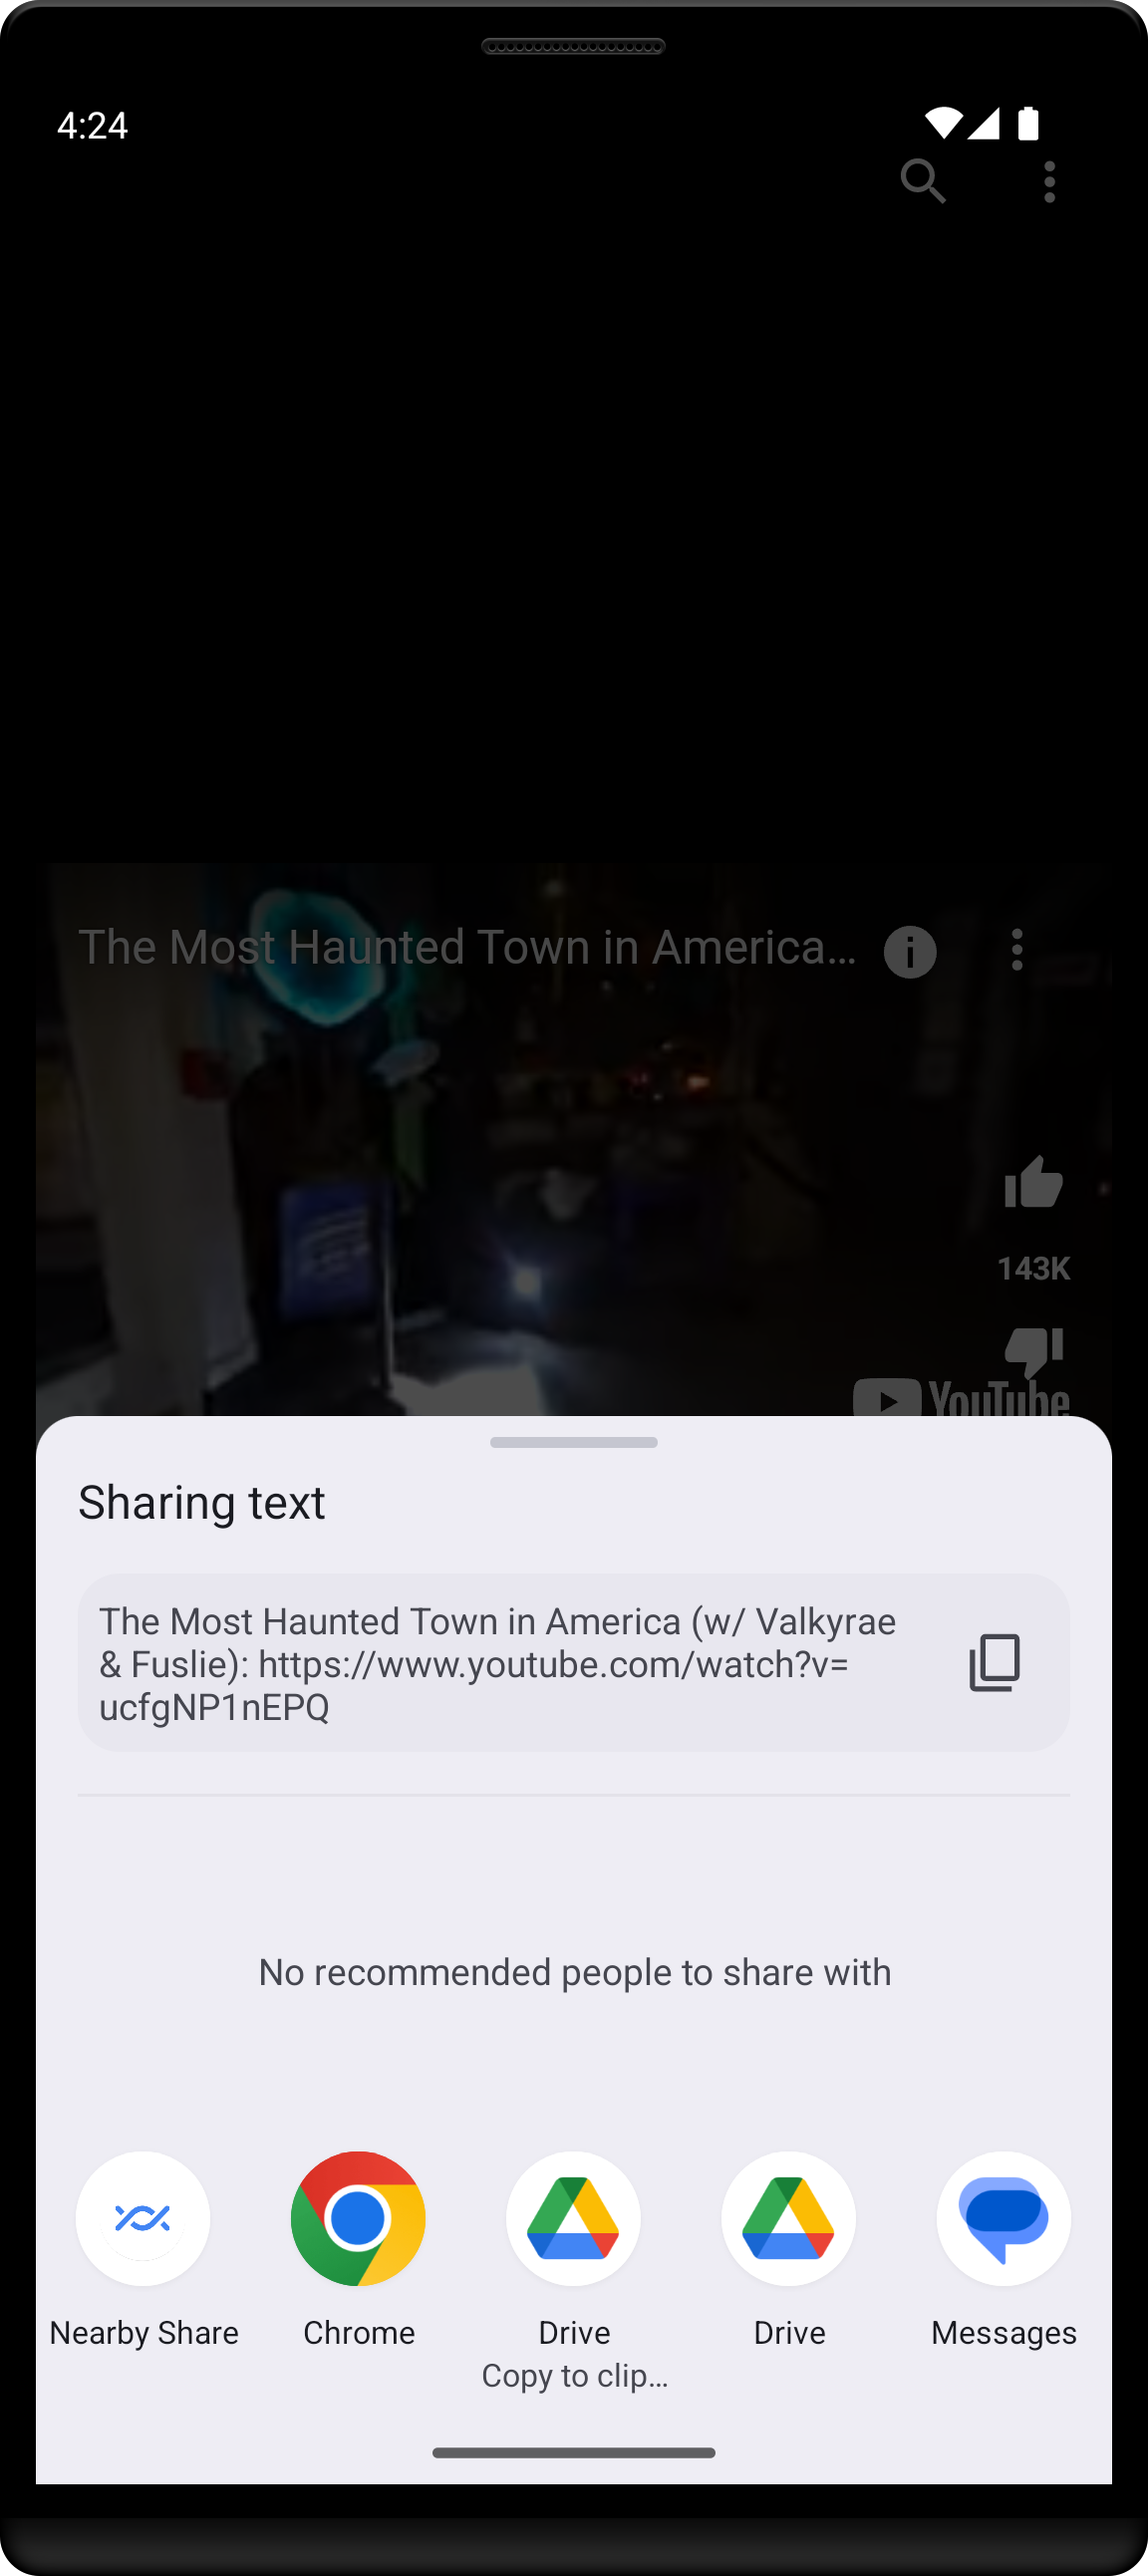 4:24
The Most Haunted Town in America...
143K
YouTube
Sharing text
The Most Haunted Town in America (w/ Valkyrae
& Fuslie): https://www.youtube.com/watch?v=
ucfgNP1nEPQ
No recommended people to share with
Nearby Share
Chrome
Drive
Copy to clip...
Drive
Messages